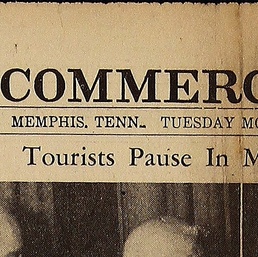 COMMERC
MEMPHIS, TENN., TUESDAY MO
Tourists Pause In M